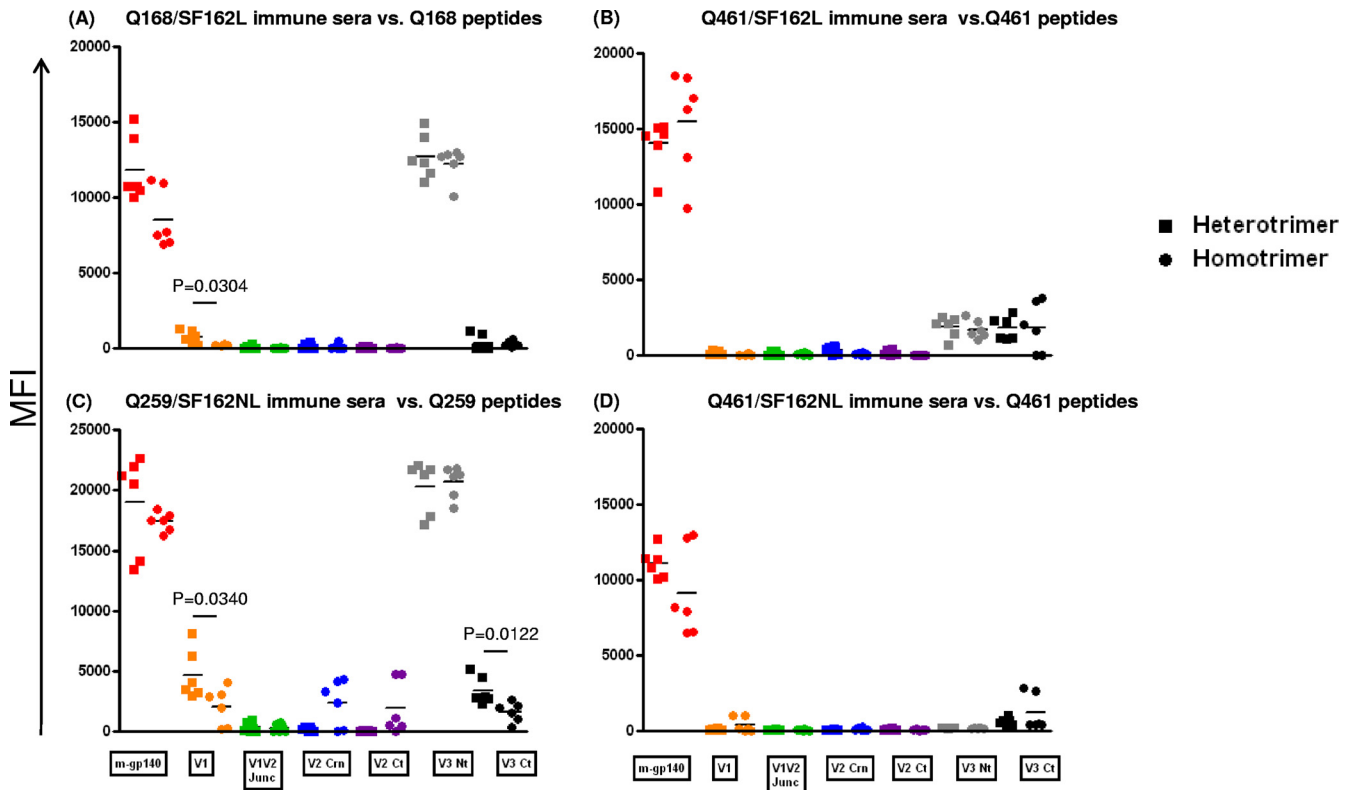 (A) Q168/SF162L immune sera vs. Q168 peptides
20000
15000
10000
5000
0
P=0.0304
(B) Q461/SF162L immune sera vs.Q461 peptides
20000
15000
10000
5000
0
Heterotrimer
Homotrimer
MFI
(C) Q259/SF162NL immune sera vs. Q259 peptides
25000
20000
15000
10000
5000
0
P=0.0340
P=0.0122
m-gp140 V1 V1V2 Junc V2 Crn V2 Ct V3 Nt V3 Ct
(D) Q461/SF162NL immune sera vs. Q461 peptides
20000
15000
10000
5000
0
m-gp140 V1 V1V2 Junc V2 Crn V2 Ct V3 Nt V3 Ct